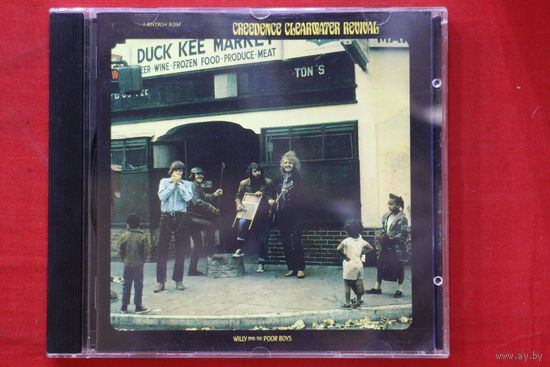 FANTASY 8397
CREEDENCE CLEARWATER REVIVAL
DUCK KEE MARKET
BEER·WINE·FROZEN FOOD·PRODUCE·MEAT
TON'S
WILLY AND THE POOR BOYS
www.ay.by